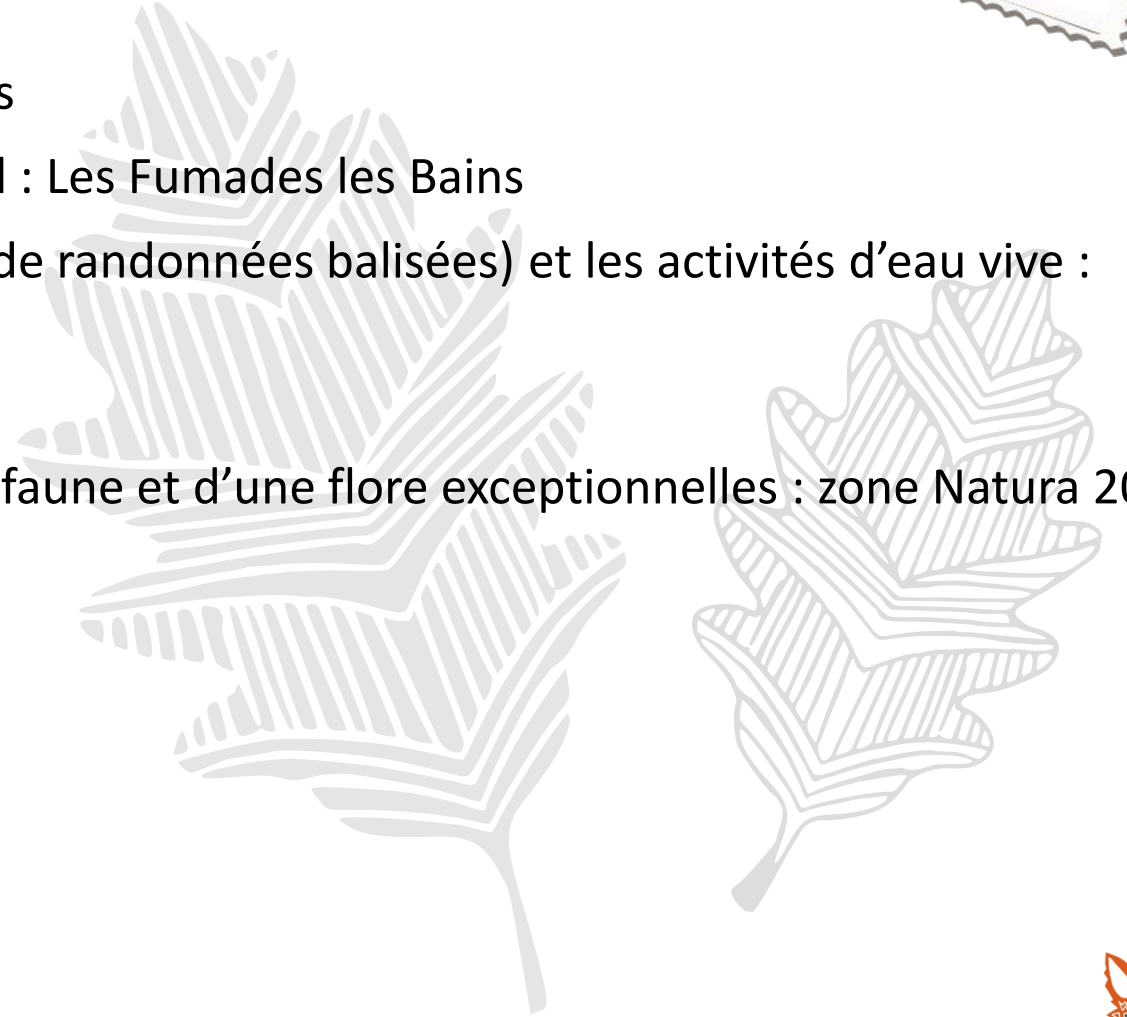 s
l : Les Fumades les Bains
de randonnées balisées) et les activités d’eau vive :
faune et d’une flore exceptionnelles : zone Natura 20